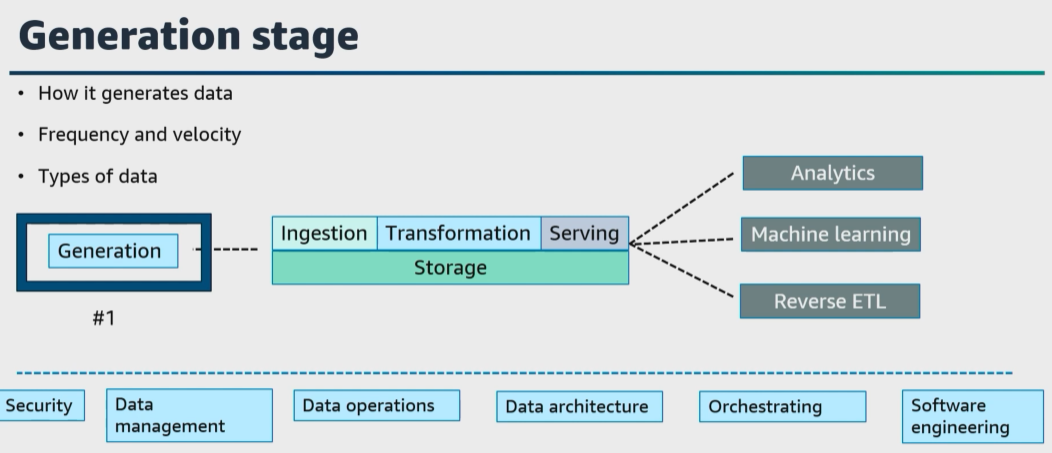 Generation stage
• How it generates data
• Frequency and velocity
• Types of data
Generation
#1
Ingestion
Transformation
Serving
Storage
Analytics
Machine learning
Reverse ETL
Security
Data
management
Data operations
Data architecture
Orchestrating
Software
engineering